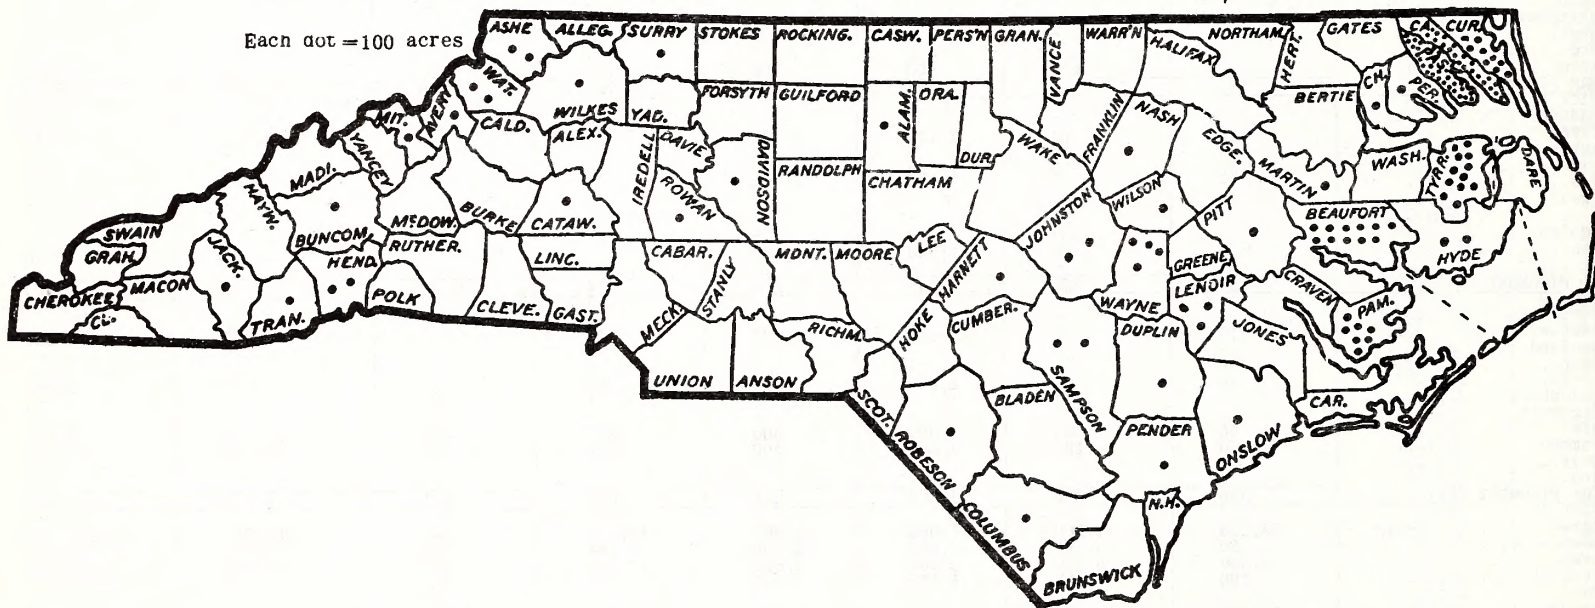 Each dot = 100 acres
ASHE
ALLEG.
SURRY
STOKES
ROCKING.
CASW.
PERS'N
GRAN.
VANCE
WARR'N
HALIFAX
NORTHAM.
HERT.
GATES
CA.
CUR.
PASQ.
PER.
CH.
WAT.
WILKES
YAD.
FORSYTH
GUILFORD
ALAM.
ORA.
DUR.
FRANKLIN
NASH
EDGE.
BERTIE
MIT.
AVERY
CALD.
ALEX.
IREDELL
DAVIE
DAVIDSON
RANDOLPH
CHATHAM
WAKE
MARTIN
WASH.
TYRR.
DARE
MADI.
YANCEY
HAYW.
BUNCOM.
McDOW.
BURKE
CATAW.
ROWAN
JOHNSTON
WILSON
PITT
BEAUFORT
HYDE
SWAIN
GRAH.
JACK.
HEND.
RUTHER.
LINC.
CABAR.
STANLY
MONT.
MOORE
LEE
HARNETT
GREENE
LENOIR
CRAVEN
PAM.
CHEROKEE
CL.
MACON
TRAN.
POLK
CLEVE.
GAST.
MECK.
RICHM.
HOKE
CUMBER.
WAYNE
DUPLIN
JONES
UNION
ANSON
SCOT.
ROBESON
BLADEN
SAMPSON
PENDER
ONSLOW
CAR.
COLUMBUS
BRUNSWICK
N.H.